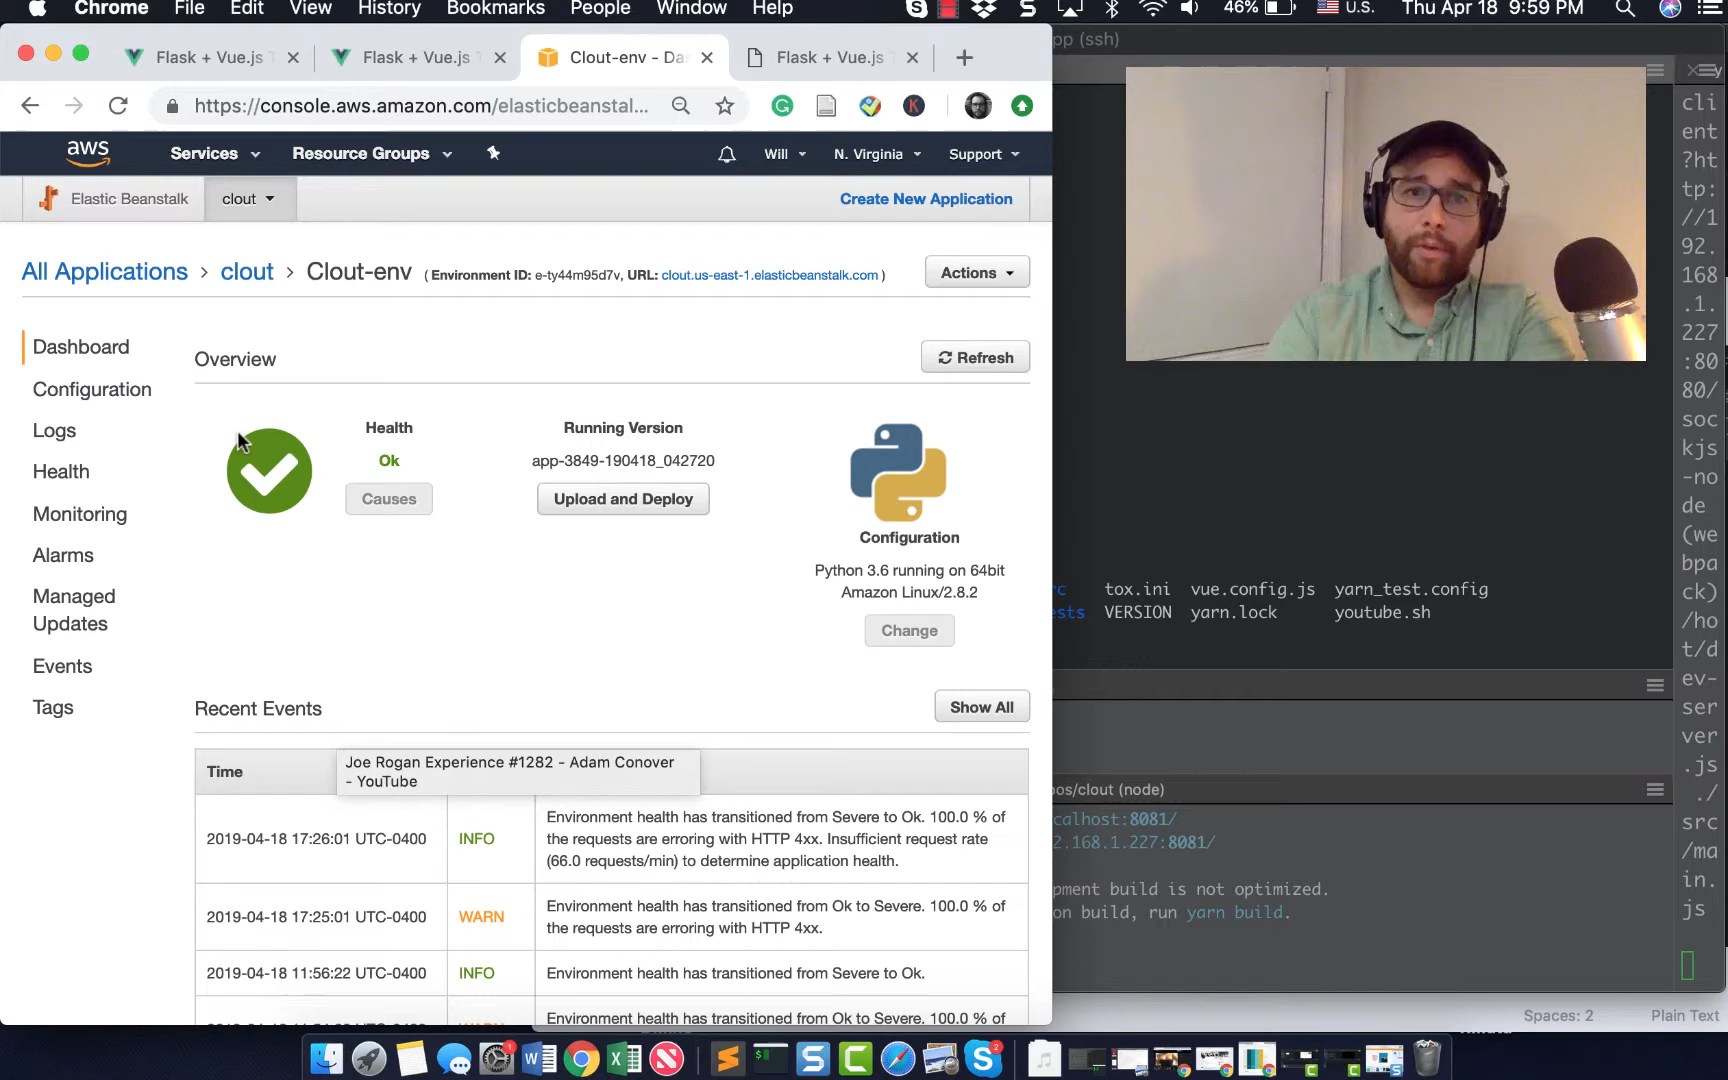 Chrome File Edit View History Bookmarks People Window Help
46% U.S. Thu Apr 18 9:59 PM
Flask + Vue.js T
Flask + Vue.js T
Clout-env - Das
Flask + Vue.js T
pp (ssh)
https://console.aws.amazon.com/elasticbeanstal...
aws Services Resource Groups Will N. Virginia Support
Elastic Beanstalk clout Create New Application
All Applications > clout > Clout-env ( Environment ID: e-ty44m95d7v, URL: clout.us-east-1.elasticbeanstalk.com ) Actions
Dashboard
Configuration
Logs
Health
Monitoring
Alarms
Managed
Updates
Events
Tags
Overview Refresh
Health
Ok
Causes
Running Version
app-3849-190418_042720
Upload and Deploy
Configuration
Python 3.6 running on 64bit
Amazon Linux/2.8.2
Change
Recent Events Show All
Time
Joe Rogan Experience #1282 - Adam Conover
- YouTube
2019-04-18 17:26:01 UTC-0400 INFO Environment health has transitioned from Severe to Ok. 100.0 % of
the requests are erroring with HTTP 4xx. Insufficient request rate
(66.0 requests/min) to determine application health.
2019-04-18 17:25:01 UTC-0400 WARN Environment health has transitioned from Ok to Severe. 100.0 % of
the requests are erroring with HTTP 4xx.
2019-04-18 11:56:22 UTC-0400 INFO Environment health has transitioned from Severe to Ok.
Environment health has transitioned from Ok to Severe. 100.0 % of
rc tox.ini vue.config.js yarn_test.config
ests VERSION yarn.lock youtube.sh
pos/clout (node)
calhost:8081/
2.168.1.227:8081/
pment build is not optimized.
on build, run yarn build.
y
cli
ent
?ht
tp:
//1
92.
168
.1.
227
:80
80/
soc
kjs
-no
de
(we
bpa
ck)
/ho
t/d
ev-
ser
ver
.js
./
src
/ma
in.
js
Spaces: 2 Plain Text